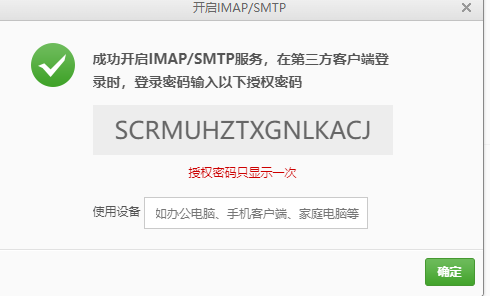 开启IMAP/SMTP
成功开启IMAP/SMTP服务，在第三方客户端登
录时，登录密码输入以下授权密码
SCRMUHZTXGNLKACJ
授权密码只显示一次
使用设备 如办公电脑、手机客户端、家庭电脑等
确定